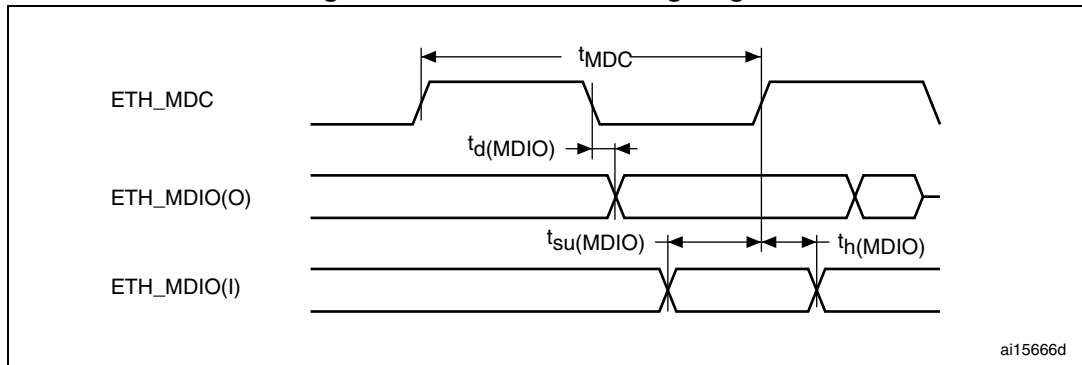 tMDC
ETH_MDC
td(MDIO)
ETH_MDIO(O)
tsu(MDIO)
th(MDIO)
ETH_MDIO(I)
ai15666d